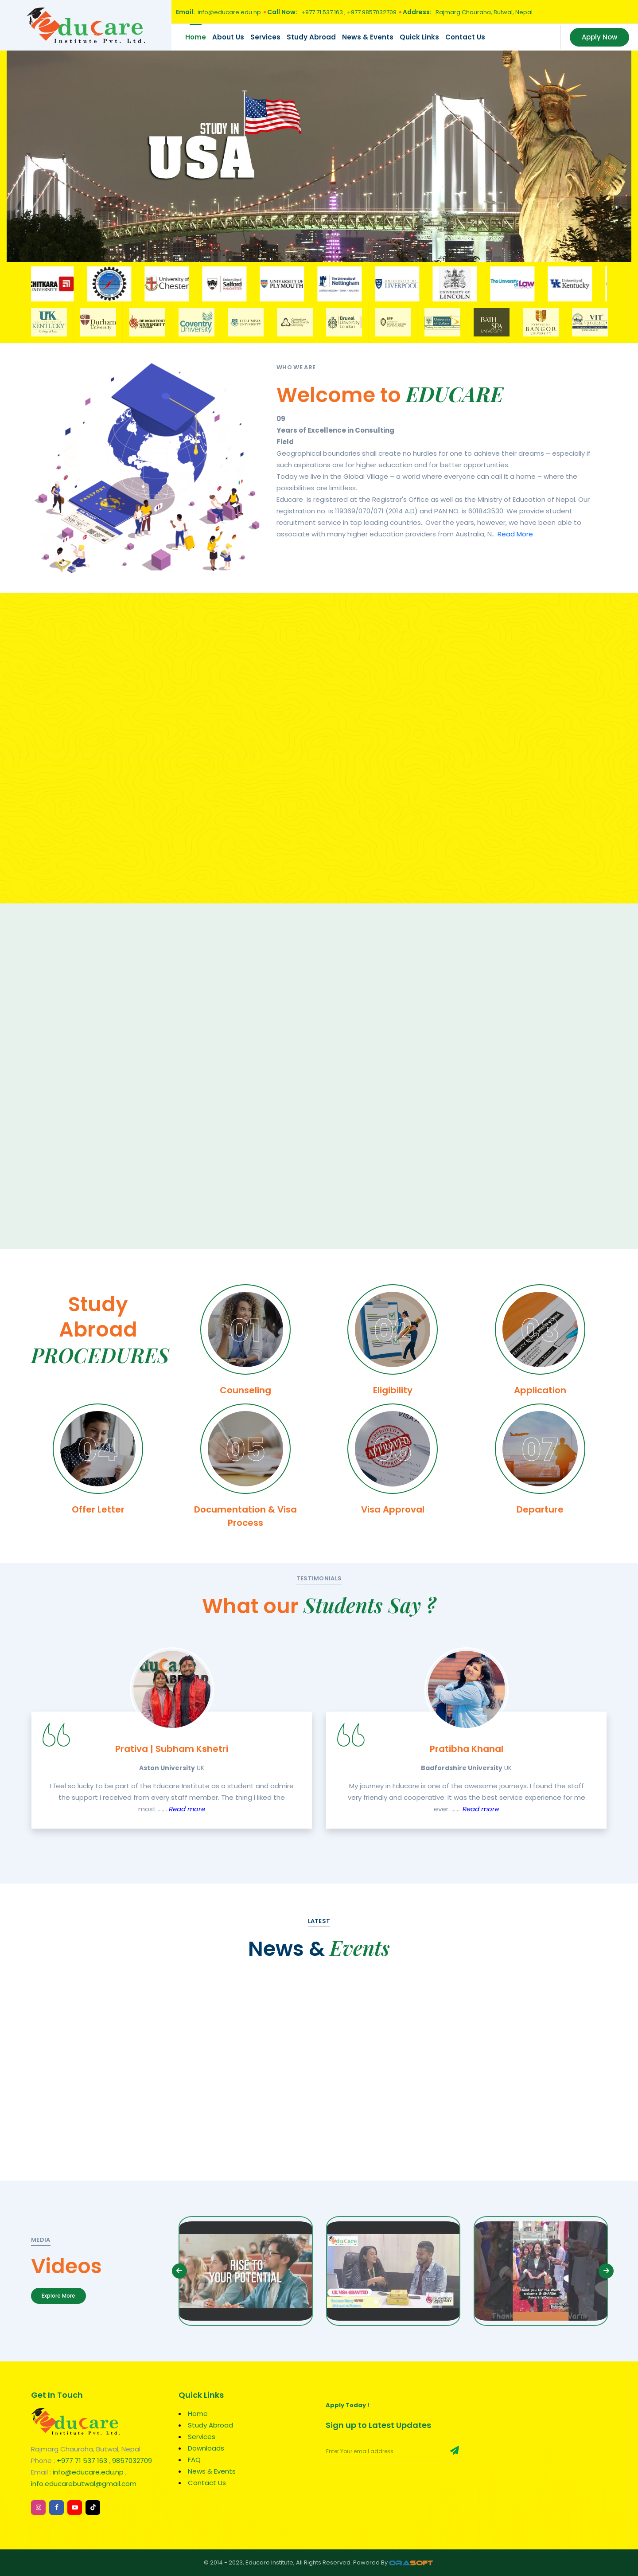 EduCare
Institute Pvt. Ltd.
Email: info@educare.edu.np • Call Now: +977 71 537 163 , +977 9857032709 • Address: Rajmarg Chauraha, Butwal, Nepal
Home About Us Services Study Abroad News & Events Quick Links Contact Us
Apply Now
STUDY IN
USA
CHITKARA UNIVERSITY
University of Chester
University of Salford MANCHESTER
UNIVERSITY OF PLYMOUTH
The University of Nottingham
UNIVERSITY OF LIVERPOOL
UNIVERSITY OF LINCOLN
The University of Law
University of Kentucky
UK KENTUCKY
Durham University
DE MONTFORT UNIVERSITY
Coventry University
COLUMBIA UNIVERSITY
Brunel University London
BATH SPA UNIVERSITY
BANGOR UNIVERSITY
VIT
WHO WE ARE
Welcome to EDUCARE
09
Years of Excellence in Consulting
Field
Geographical boundaries shall create no hurdles for one to achieve their dreams – especially if
such aspirations are for higher education and for better opportunities.
Today we live in the Global Village – a world where everyone can call it a home – where the
possibilities are limitless.
Educare is registered at the Registrar's Office as well as the Ministry of Education of Nepal. Our
registration no. is 119369/070/071 (2014 A.D) and PAN NO. is 601843530. We provide student
recruitment service in top leading countries.. Over the years, however, we have been able to
associate with many higher education providers from Australia, N... Read More
PASSPORT
Study
Abroad
PROCEDURES
01
Counseling
02
Eligibility
03
Application
04
Offer Letter
05
Documentation & Visa
Process
VISA
APPROVED
06
Visa Approval
07
Departure
TESTIMONIALS
What our Students Say ?
Prativa | Subham Kshetri
Aston University UK
I feel so lucky to be part of the Educare Institute as a student and admire
the support I received from every staff member. The thing I liked the
most ...... Read more
Pratibha Khanal
Badfordshire University UK
My journey in Educare is one of the awesome journeys. I found the staff
very friendly and cooperative. It was the best service experience for me
ever. ...... Read more
LATEST
News & Events
MEDIA
Videos
Explore More
RISE TO
YOUR POTENTIAL
EduCare
UK VISA GRANTED
Thank you for the Warm
Get In Touch
EduCare
Institute Pvt. Ltd.
Rajmarg Chauraha, Butwal, Nepal
Phone : +977 71 537 163 , 9857032709
Email : info@educare.edu.np ,
info.educarebutwal@gmail.com
Quick Links
Home
Study Abroad
Services
Downloads
FAQ
News & Events
Contact Us
Apply Today !
Sign up to Latest Updates
Enter Your email address..
© 2014 - 2023, Educare Institute, All Rights Reserved. Powered By ORASOFT